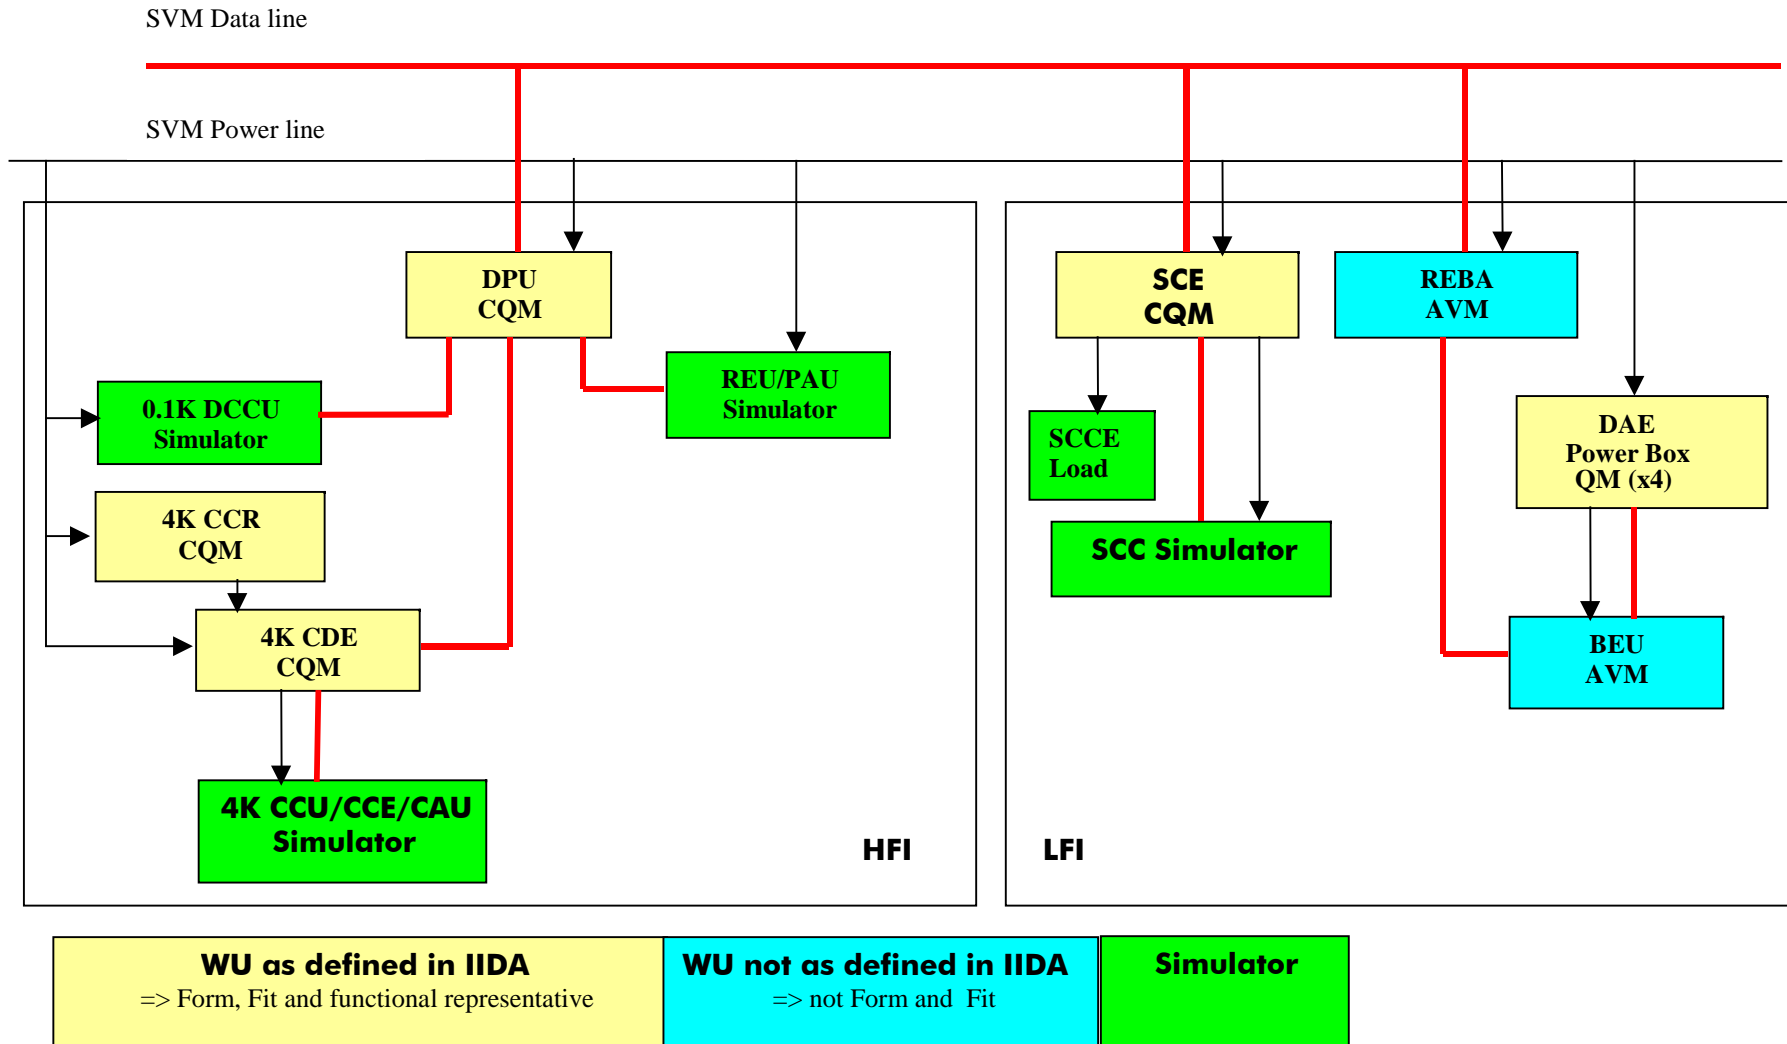 SVM Data line
SVM Power line
DPU
CQM
SCE
CQM
REBA
AVM
REU/PAU
Simulator
0.1K DCCU
Simulator
SCCE
Load
DAE
Power Box
QM (x4)
4K CCR
CQM
SCC Simulator
4K CDE
CQM
BEU
AVM
4K CCU/CCE/CAU
Simulator
HFI
LFI
WU as defined in IIDA
=> Form, Fit and functional representative
WU not as defined in IIDA
=> not Form and Fit
Simulator